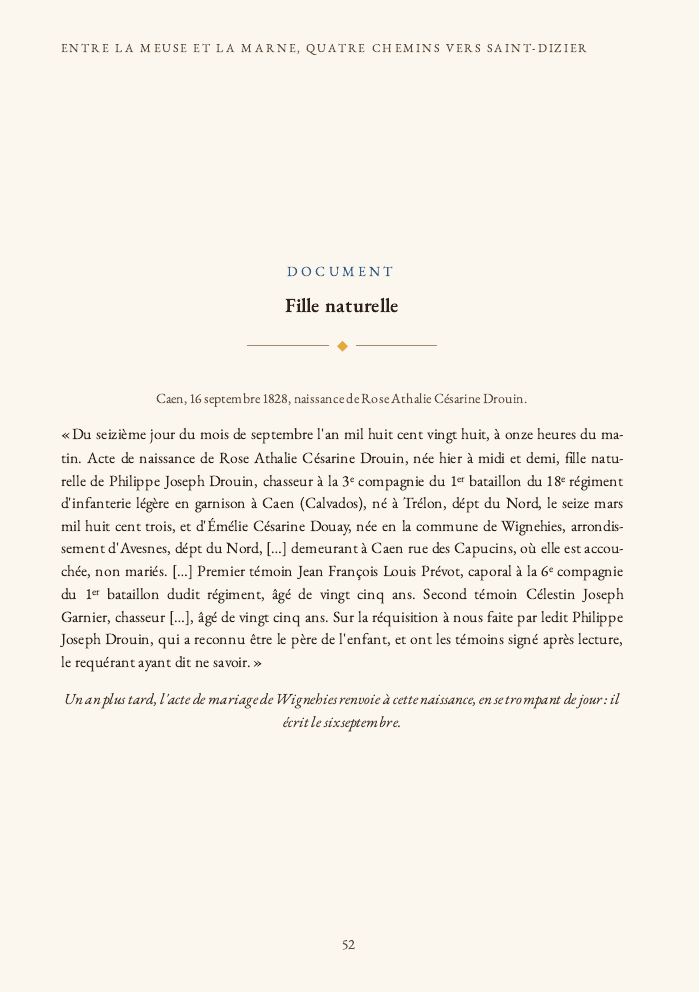 ENTRE LA MEUSE ET LA MARNE, QUATRE CHEMINS VERS SAINT-DIZIER
DOCUMENT
Fille naturelle
Caen, 16 septembre 1828, naissance de Rose Athalie Césarine Drouin.
« Du seizième jour du mois de septembre l'an mil huit cent vingt huit, à onze heures du ma-
tin. Acte de naissance de Rose Athalie Césarine Drouin, née hier à midi et demi, fille natu-
relle de Philippe Joseph Drouin, chasseur à la 3e compagnie du 1er bataillon du 18e régiment
d'infanterie légère en garnison à Caen (Calvados), né à Trélon, dépt du Nord, le seize mars
mil huit cent trois, et d'Émélie Césarine Douay, née en la commune de Wignehies, arrondis-
sement d'Avesnes, dépt du Nord, [...] demeurant à Caen rue des Capucins, où elle est accou-
chée, non mariés. [...] Premier témoin Jean François Louis Prévot, caporal à la 6e compagnie
du 1er bataillon dudit régiment, âgé de vingt cinq ans. Second témoin Célestin Joseph
Garnier, chasseur [...], âgé de vingt cinq ans. Sur la réquisition à nous faite par ledit Philippe
Joseph Drouin, qui a reconnu être le père de l'enfant, et ont les témoins signé après lecture,
le requérant ayant dit ne savoir. »
Un an plus tard, l'acte de mariage de Wignehies renvoie à cette naissance, en se trompant de jour : il
écrit le six septembre.
52